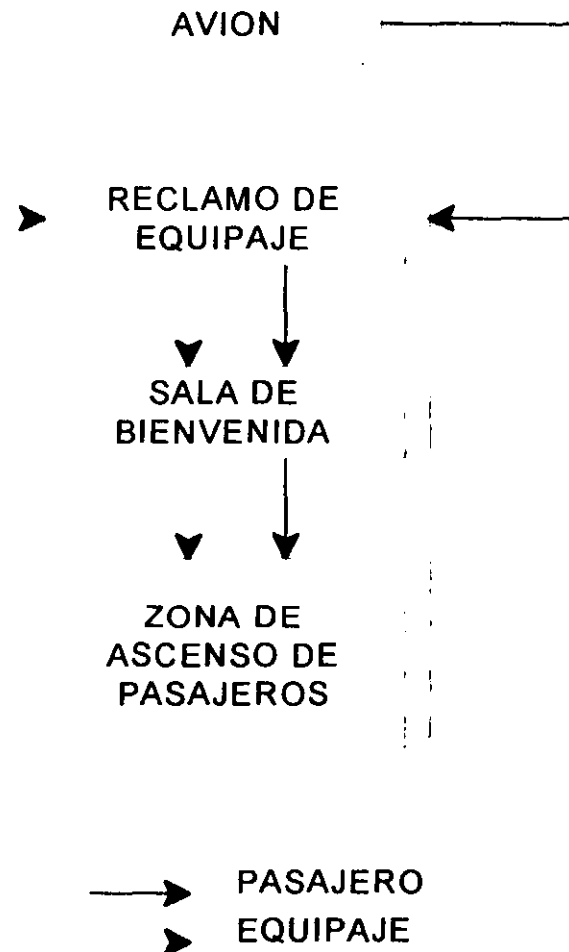 AVION
RECLAMO DE
EQUIPAJE
SALA DE
BIENVENIDA
ZONA DE
ASCENSO DE
PASAJEROS
PASAJERO
EQUIPAJE